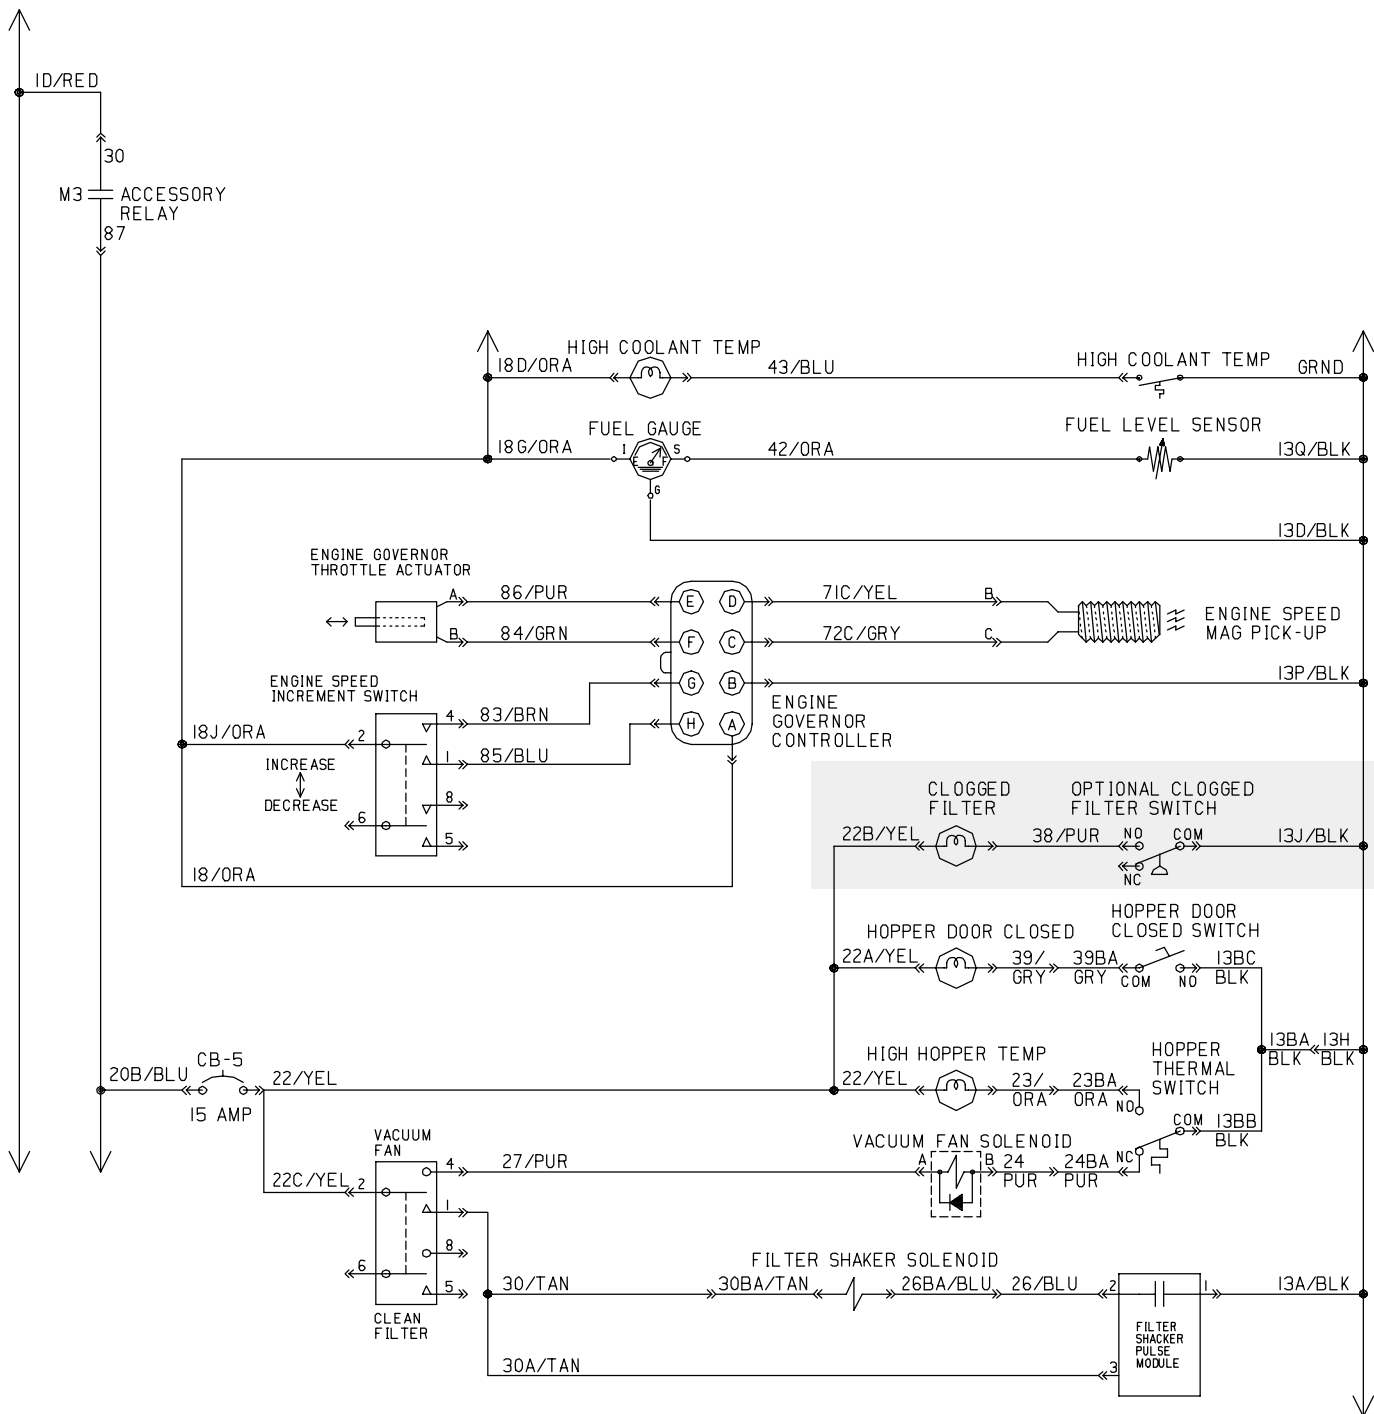 1D/RED
30
M3 ACCESSORY
RELAY
87
HIGH COOLANT TEMP
18D/ORA
43/BLU
HIGH COOLANT TEMP
GRND
FUEL GAUGE
FUEL LEVEL SENSOR
18G/ORA
I
E
F
S
42/ORA
13Q/BLK
G
13D/BLK
ENGINE GOVERNOR
THROTTLE ACTUATOR
A
86/PUR
E
D
71C/YEL
B
ENGINE SPEED
MAG PICK-UP
B
84/GRN
F
C
72C/GRY
C
ENGINE SPEED
INCREMENT SWITCH
G
B
13P/BLK
4
83/BRN
H
A
ENGINE
GOVERNOR
CONTROLLER
18J/ORA
2
1
85/BLU
INCREASE
DECREASE
8
6
5
18/ORA
CLOGGED
FILTER
OPTIONAL CLOGGED
FILTER SWITCH
22B/YEL
38/PUR
NO
COM
13J/BLK
NC
HOPPER DOOR
CLOSED SWITCH
HOPPER DOOR CLOSED
22A/YEL
39/
GRY
39BA
GRY
COM
NO
13BC
BLK
13BA
BLK
13H
BLK
HOPPER
THERMAL
SWITCH
HIGH HOPPER TEMP
CB-5
20B/BLU
15 AMP
22/YEL
22/YEL
23/
ORA
23BA
ORA
NO
COM
13BB
BLK
VACUUM
FAN
VACUUM FAN SOLENOID
4
27/PUR
A
B
24
PUR
24BA
PUR
NC
22C/YEL
2
1
8
6
5
CLEAN
FILTER
FILTER SHAKER SOLENOID
30/TAN
30BA/TAN
26BA/BLU
26/BLU
2
1
13A/BLK
FILTER
SHACKER
PULSE
MODULE
30A/TAN
3